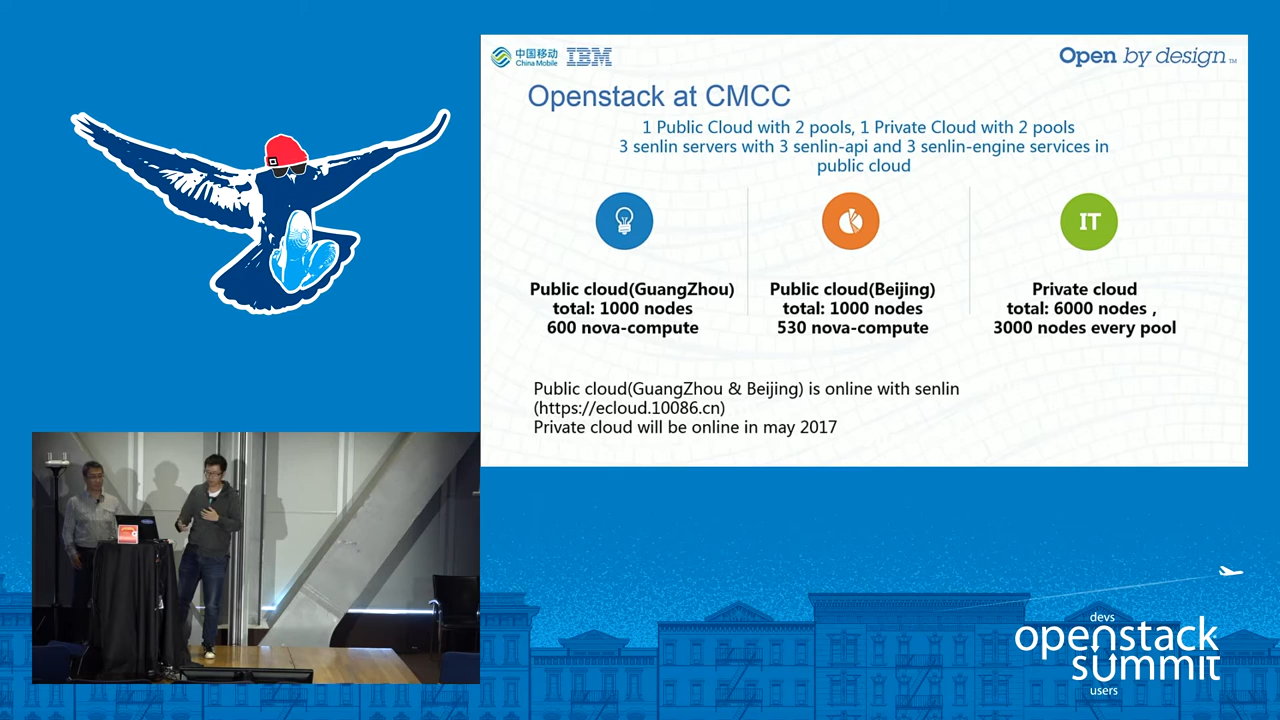 中国移动
China Mobile
IBM
Open by design™
Openstack at CMCC
1 Public Cloud with 2 pools, 1 Private Cloud with 2 pools
3 senlin servers with 3 senlin-api and 3 senlin-engine services in
public cloud
IT
Public cloud(GuangZhou)
total: 1000 nodes
600 nova-compute
Public cloud(Beijing)
total: 1000 nodes
530 nova-compute
Private cloud
total: 6000 nodes ,
3000 nodes every pool
Public cloud(GuangZhou & Beijing) is online with senlin
(https://ecloud.10086.cn)
Private cloud will be online in may 2017
devs
openstack
summit
users